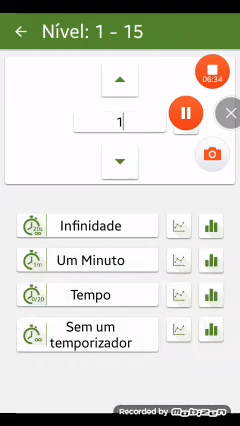 Nível: 1 - 15
06:34
1
20s
Infinidade
1m
Um Minuto
0/20
Tempo
Sem um
temporizador
Recorded by mobizen